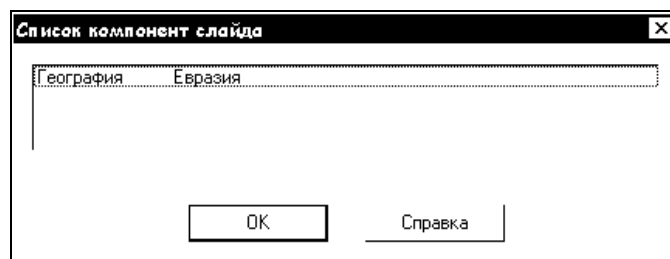 Список компонент слайда
География Евразия
OK Справка